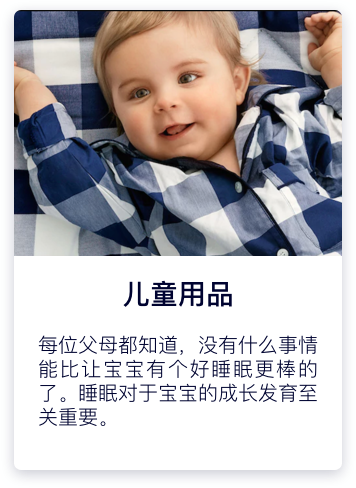 儿童用品
每位父母都知道，没有什么事情
能比让宝宝有个好睡眠更棒的
了。睡眠对于宝宝的成长发育至
关重要。